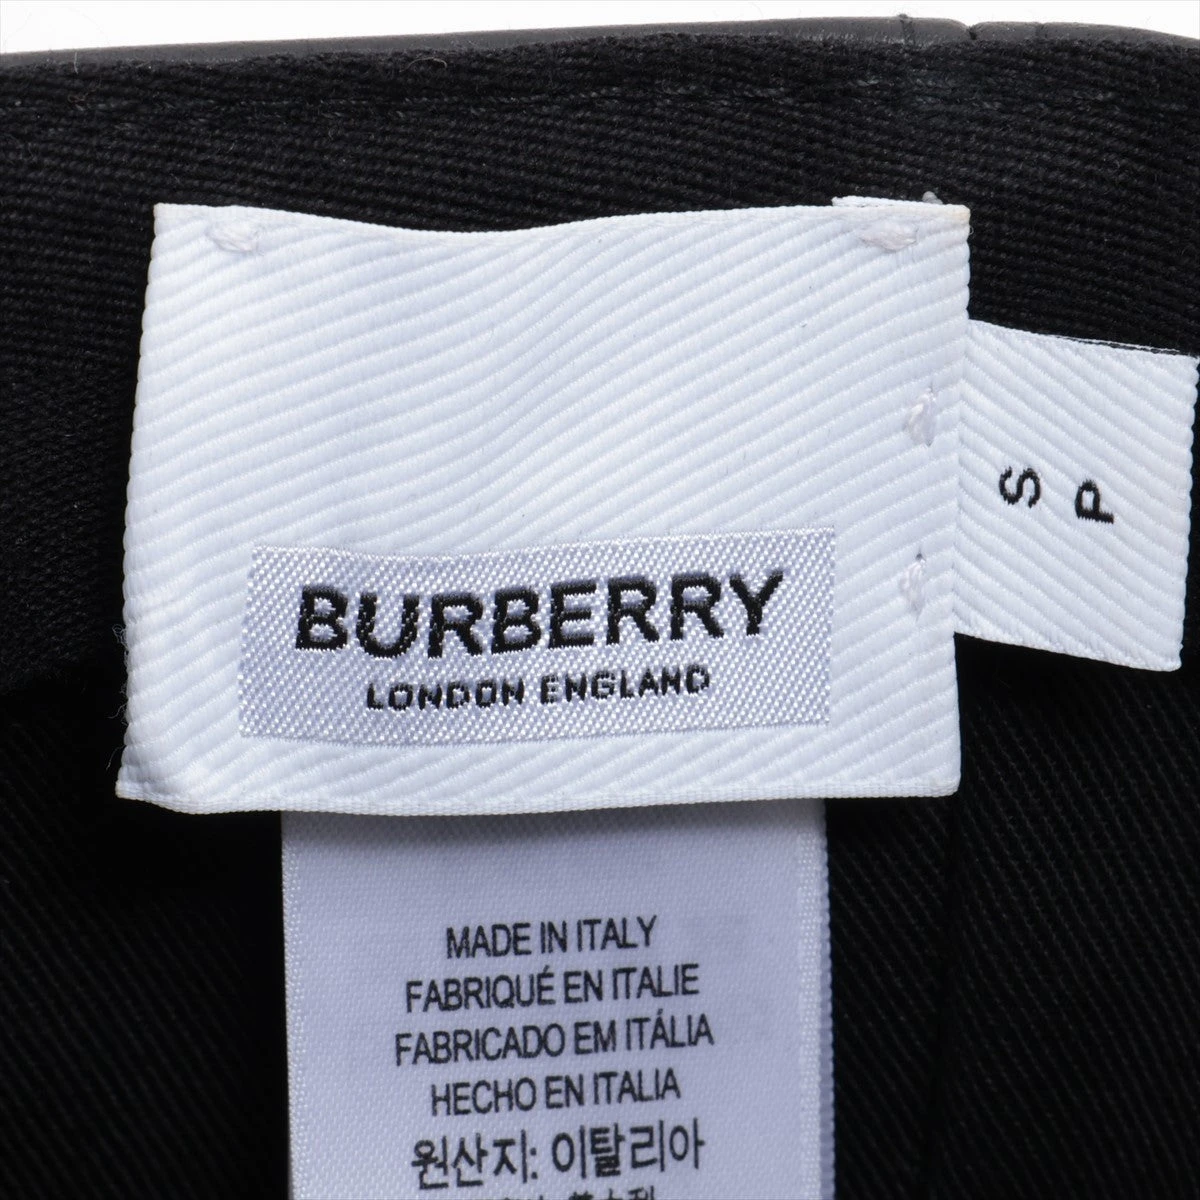 BURBERRY
LONDON ENGLAND
S
P
MADE IN ITALY
FABRIQUÉ EN ITALIE
FABRICADO EM ITÁLIA
HECHO EN ITALIA
원산지: 이탈리아